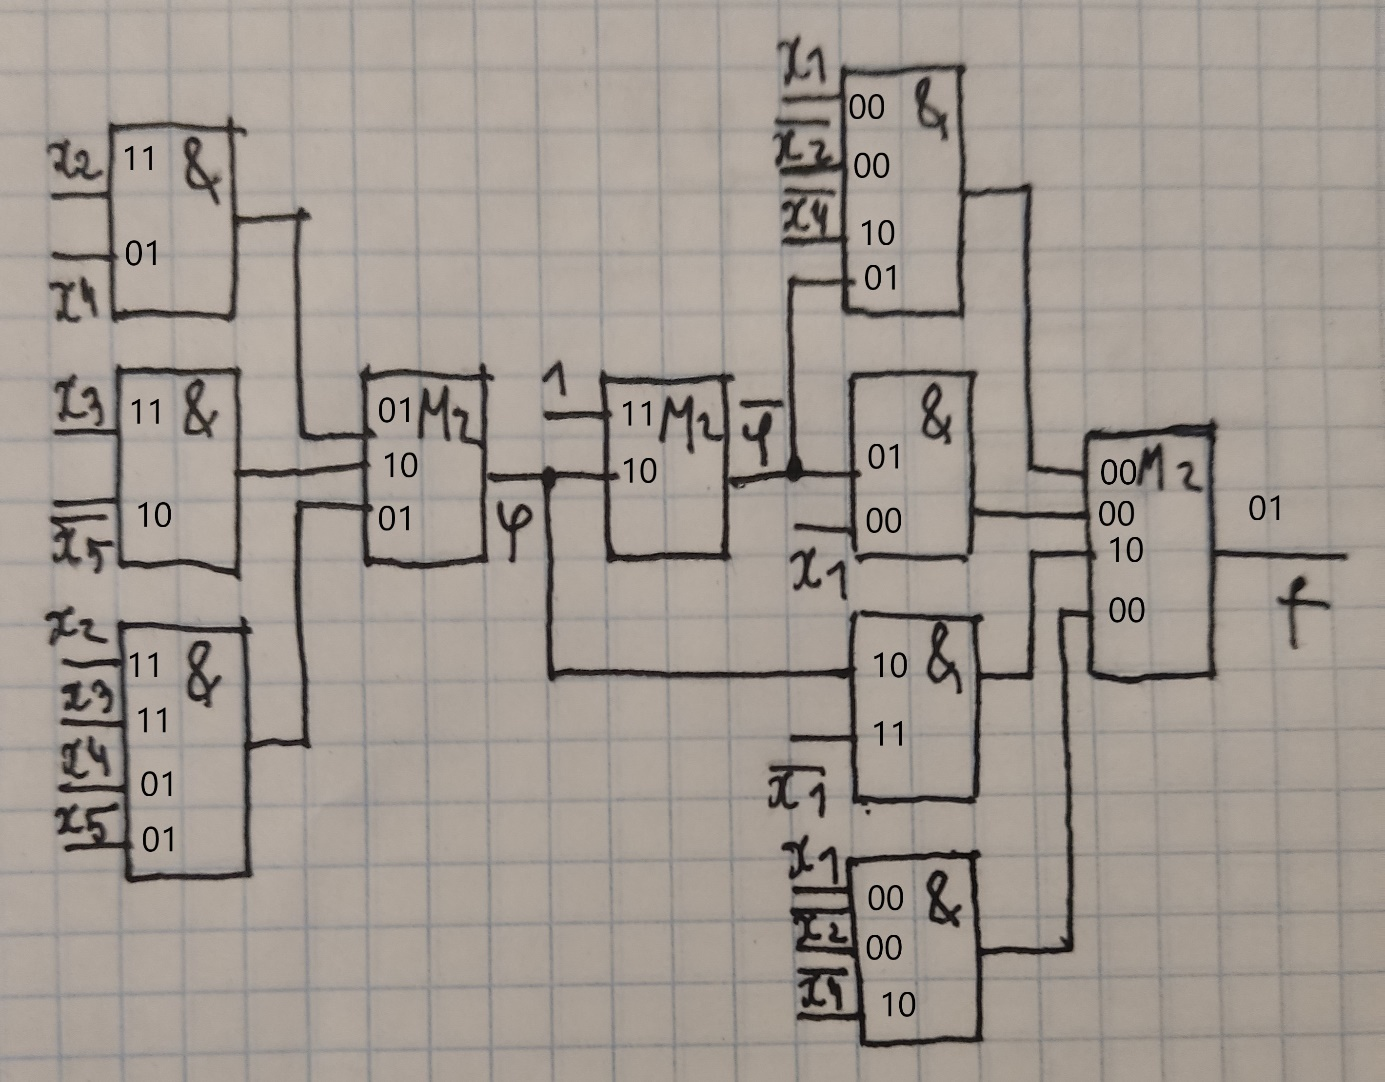 x2 11 &
x4 01
x3 11 &
x̅5̅ 10
x2 11 &
x3 11
x4 01
x5 01
01 M2
10
01
φ
1 11 M2
10
φ̅
x1 00 &
x̅2̅ 00
x̅4̅ 10
01
01 &
x1 00
10 &
x̅1̅ 11
x1 00 &
x̅2̅ 00
x̅4̅ 10
00 M2
00
10
00
01
f